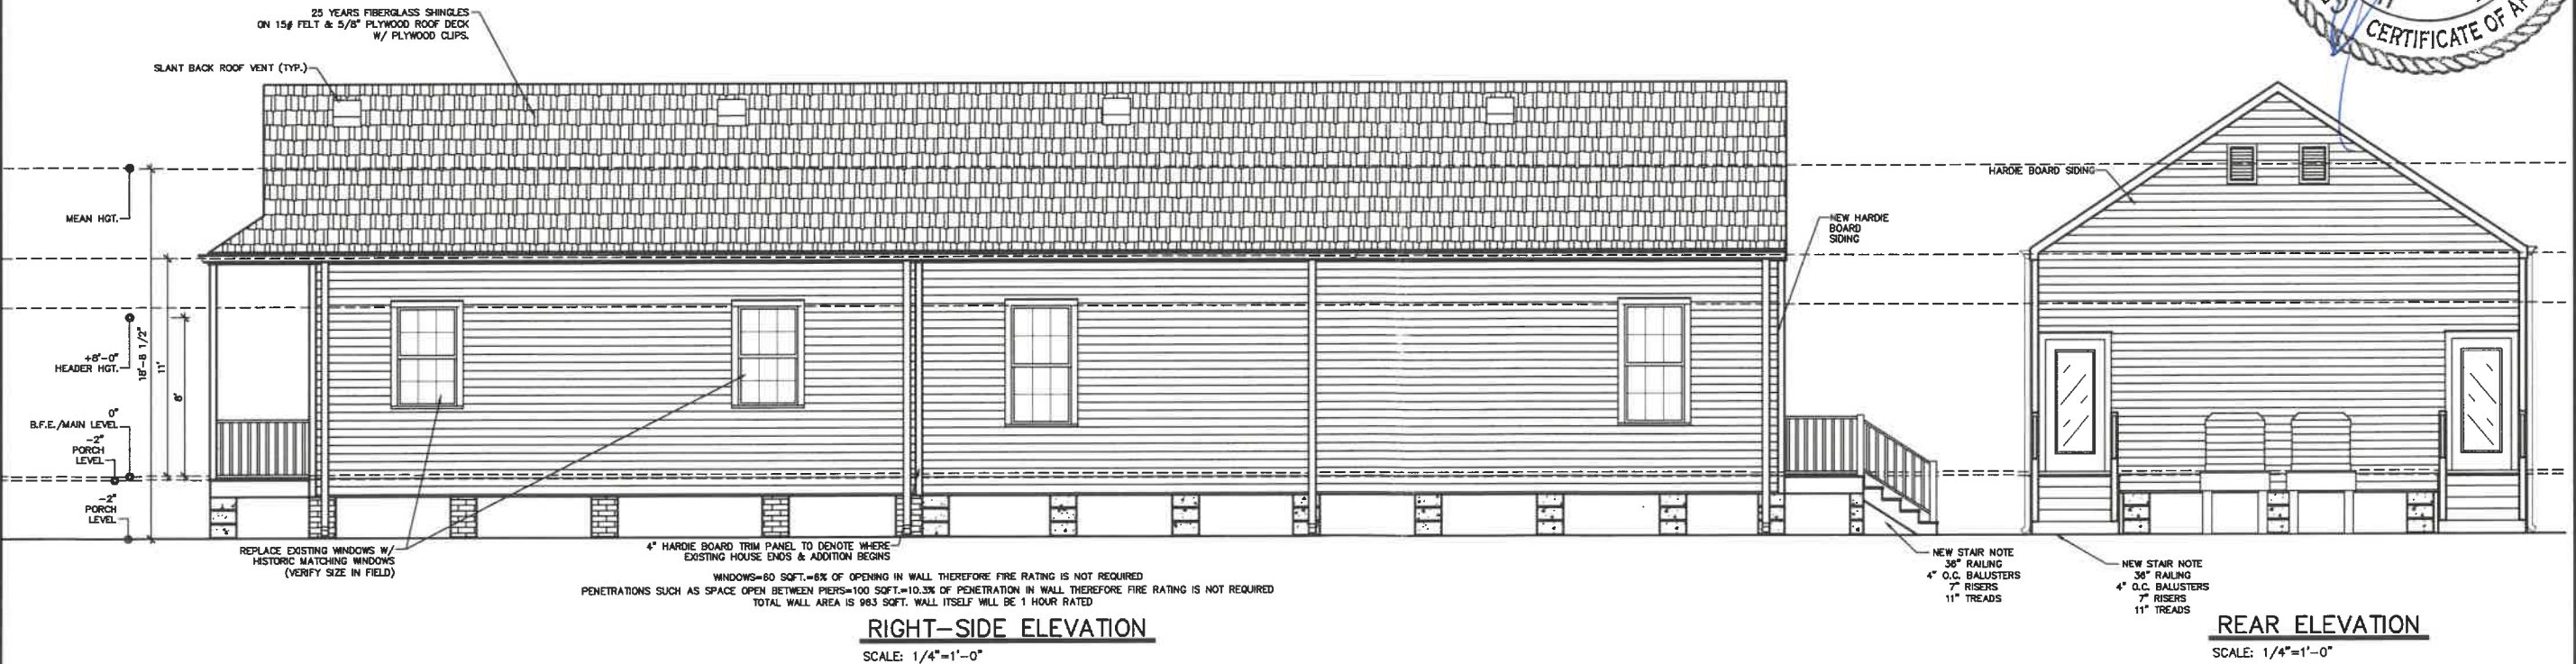 25 YEARS FIBERGLASS SHINGLES
ON 15# FELT & 5/8" PLYWOOD ROOF DECK
W/ PLYWOOD CLIPS.
SLANT BACK ROOF VENT (TYP.)
MEAN HGT.
+8'-0"
HEADER HGT.
18'-8 1/2"
11'
8'
0"
B.F.E./MAIN LEVEL
-2"
PORCH
LEVEL
-2"
PORCH
LEVEL
REPLACE EXISTING WINDOWS W/
HISTORIC MATCHING WINDOWS
(VERIFY SIZE IN FIELD)
4" HARDIE BOARD TRIM PANEL TO DENOTE WHERE
EXISTING HOUSE ENDS & ADDITION BEGINS
WINDOWS=60 SQFT.=6% OF OPENING IN WALL THEREFORE FIRE RATING IS NOT REQUIRED
PENETRATIONS SUCH AS SPACE OPEN BETWEEN PIERS=100 SQFT.=10.3% OF PENETRATION IN WALL THEREFORE FIRE RATING IS NOT REQUIRED
TOTAL WALL AREA IS 963 SQFT. WALL ITSELF WILL BE 1 HOUR RATED
RIGHT-SIDE ELEVATION
SCALE: 1/4"=1'-0"
NEW HARDIE
BOARD
SIDING
NEW STAIR NOTE
36" RAILING
4" O.C. BALUSTERS
7" RISERS
11" TREADS
CERTIFICATE OF
HARDIE BOARD SIDING
NEW STAIR NOTE
36" RAILING
4" O.C. BALUSTERS
7" RISERS
11" TREADS
REAR ELEVATION
SCALE: 1/4"=1'-0"